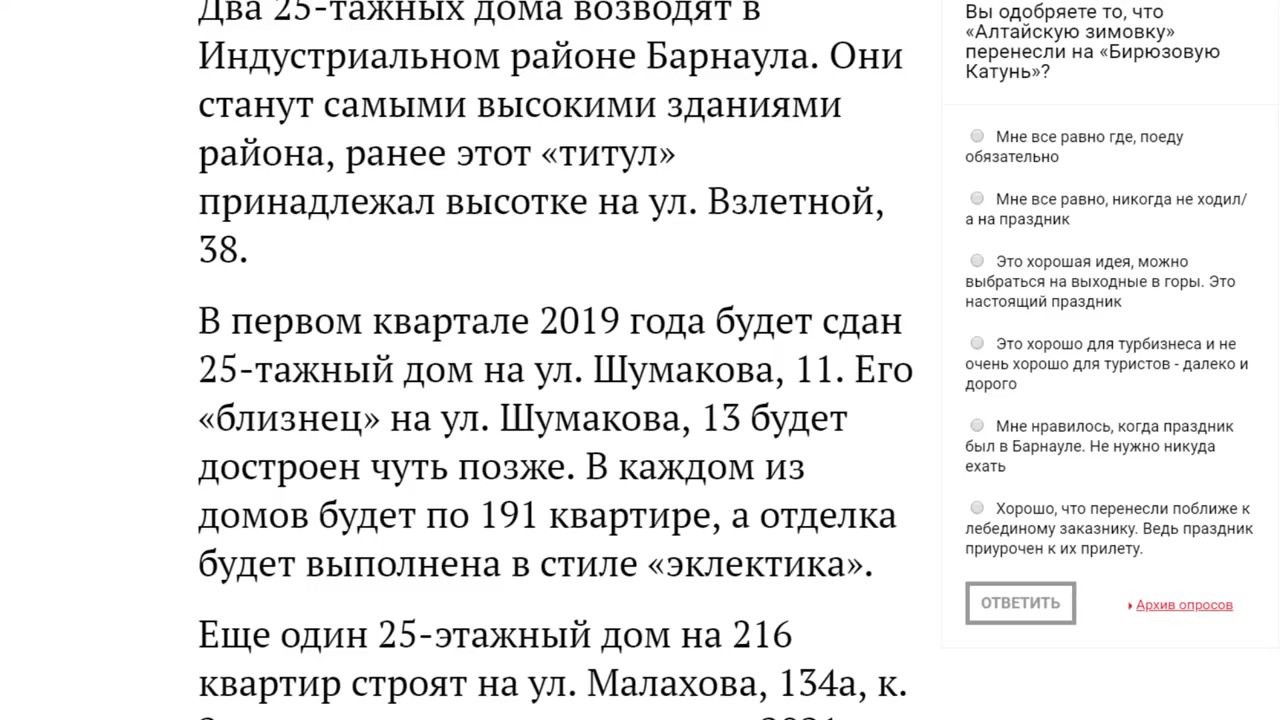 Два 25-тажных дома возводят в
Индустриальном районе Барнаула. Они
станут самыми высокими зданиями
района, ранее этот «титул»
принадлежал высотке на ул. Взлетной,
38.
В первом квартале 2019 года будет сдан
25-тажный дом на ул. Шумакова, 11. Его
«близнец» на ул. Шумакова, 13 будет
достроен чуть позже. В каждом из
домов будет по 191 квартире, а отделка
будет выполнена в стиле «эклектика».
Еще один 25-этажный дом на 216
квартир строят на ул. Малахова, 134а, к.
Вы одобряете то, что
«Алтайскую зимовку»
перенесли на «Бирюзовую
Катунь»?
Мне все равно где, поеду
обязательно
Мне все равно, никогда не ходил/
а на праздник
Это хорошая идея, можно
выбраться на выходные в горы. Это
настоящий праздник
Это хорошо для турбизнеса и не
очень хорошо для туристов - далеко и
дорого
Мне нравилось, когда праздник
был в Барнауле. Не нужно никуда
ехать
Хорошо, что перенесли поближе к
лебединому заказнику. Ведь праздник
приурочен к их прилету.
ОТВЕТИТЬ
Архив опросов